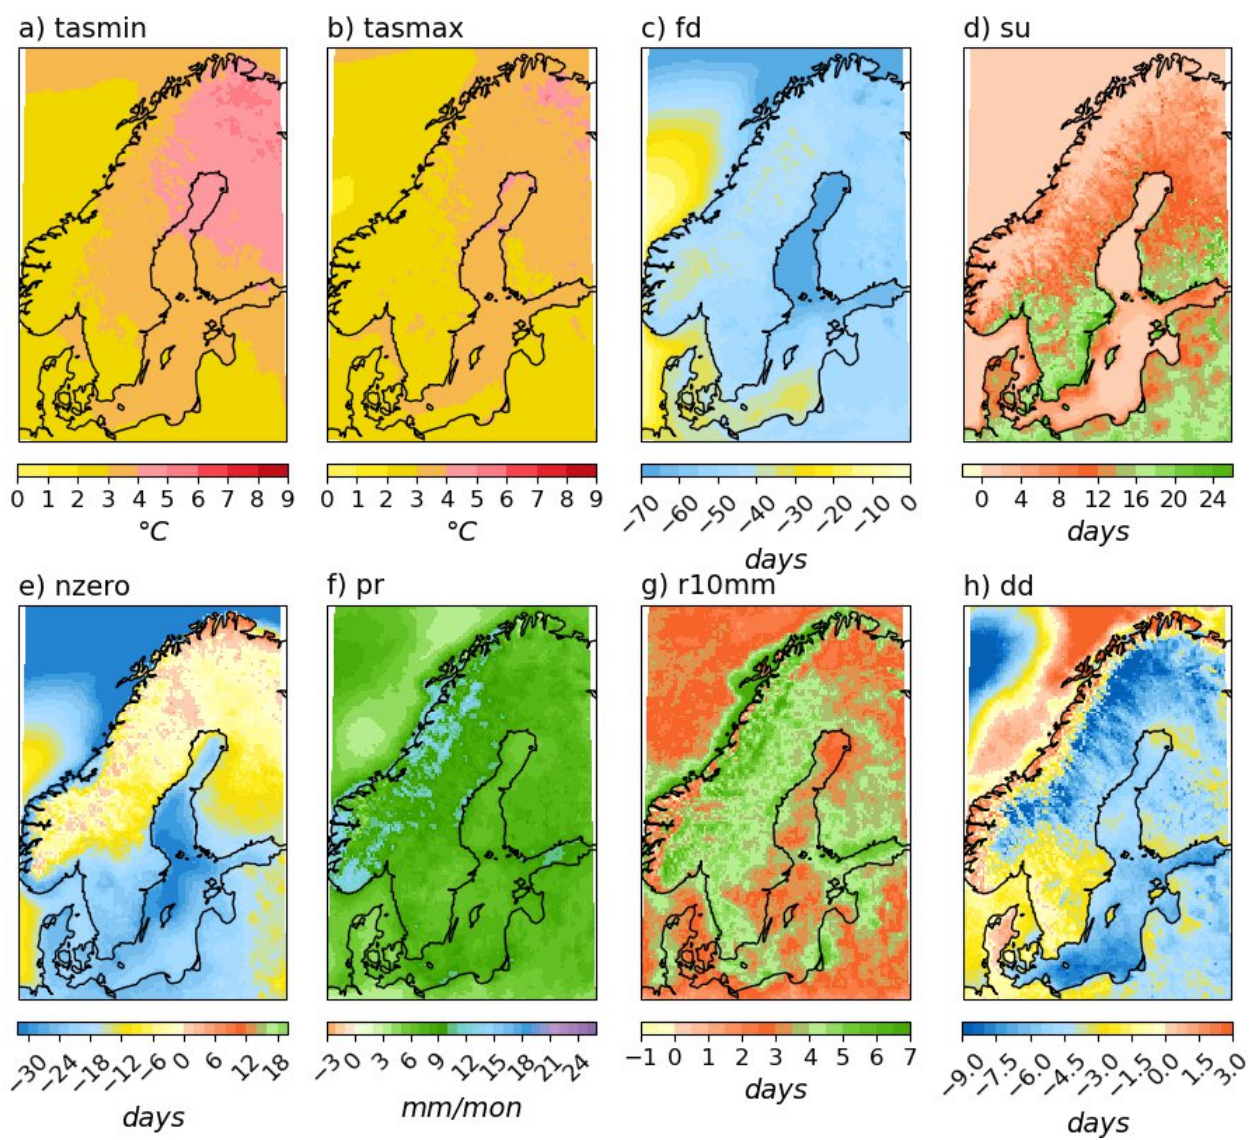 a) tasmin b) tasmax c) fd d) su
0 1 2 3 4 5 6 7 8 9 0 1 2 3 4 5 6 7 8 9 −70 −60 −50 −40 −30 −20 −10 0 0 4 8 12 16 20 24
°C °C days days
e) nzero f) pr g) r10mm h) dd
−30 −24 −18 −12 −6 0 6 12 18 −3 0 3 6 9 12 15 18 21 24 −1 0 1 2 3 4 5 6 7 −9.0 −7.5 −6.0 −4.5 −3.0 −1.5 0.0 1.5 3.0
days mm/mon days days